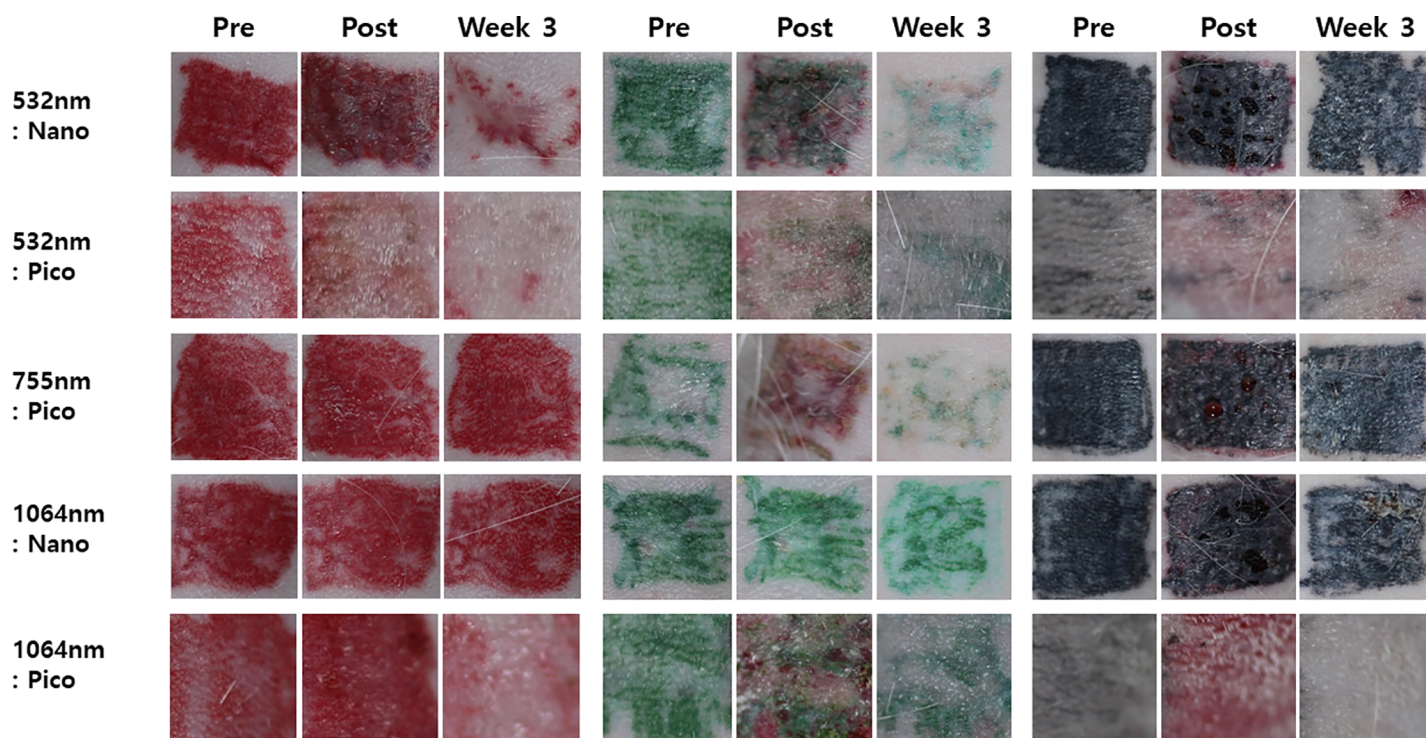 Pre Post Week 3 Pre Post Week 3 Pre Post Week 3
532nm
: Nano
532nm
: Pico
755nm
: Pico
1064nm
: Nano
1064nm
: Pico